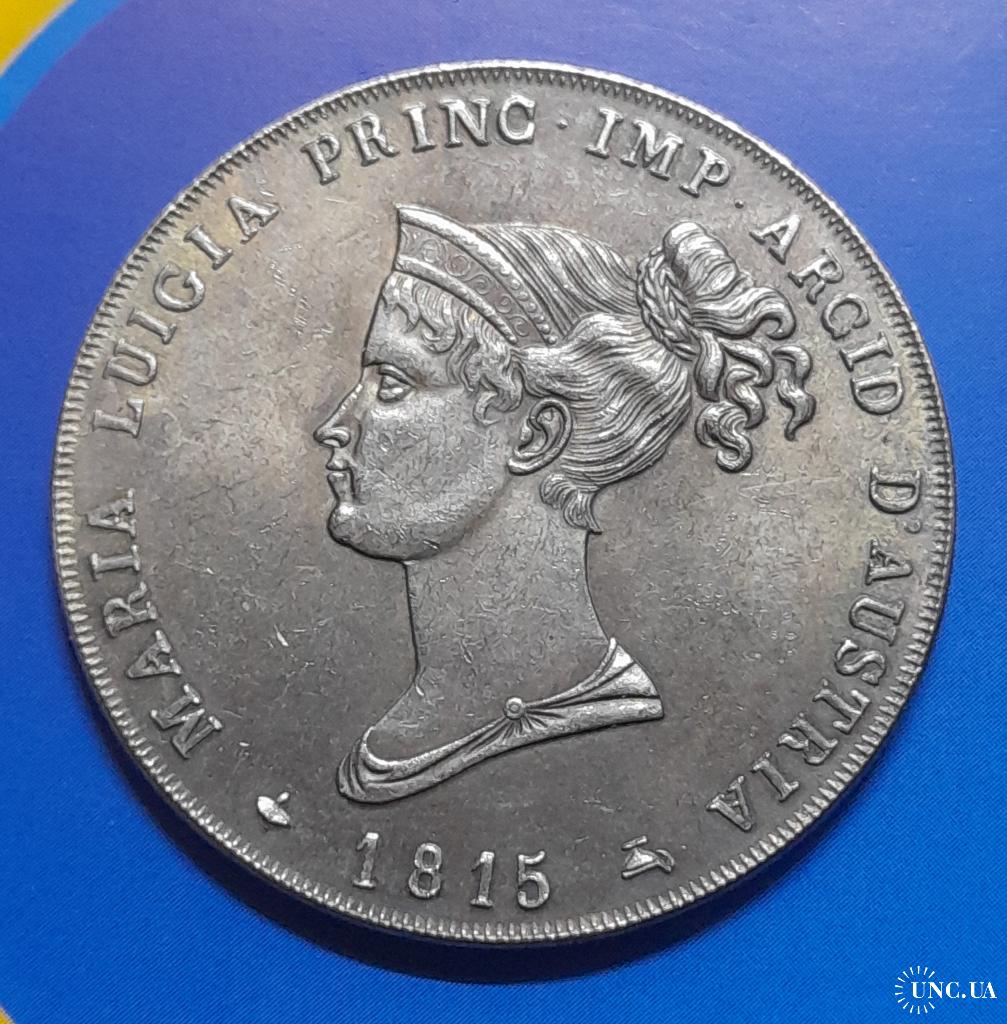 MARIA LUIGIA PRINC · IMP. ARCID D'AUSTRIA
1815
UNC.UA